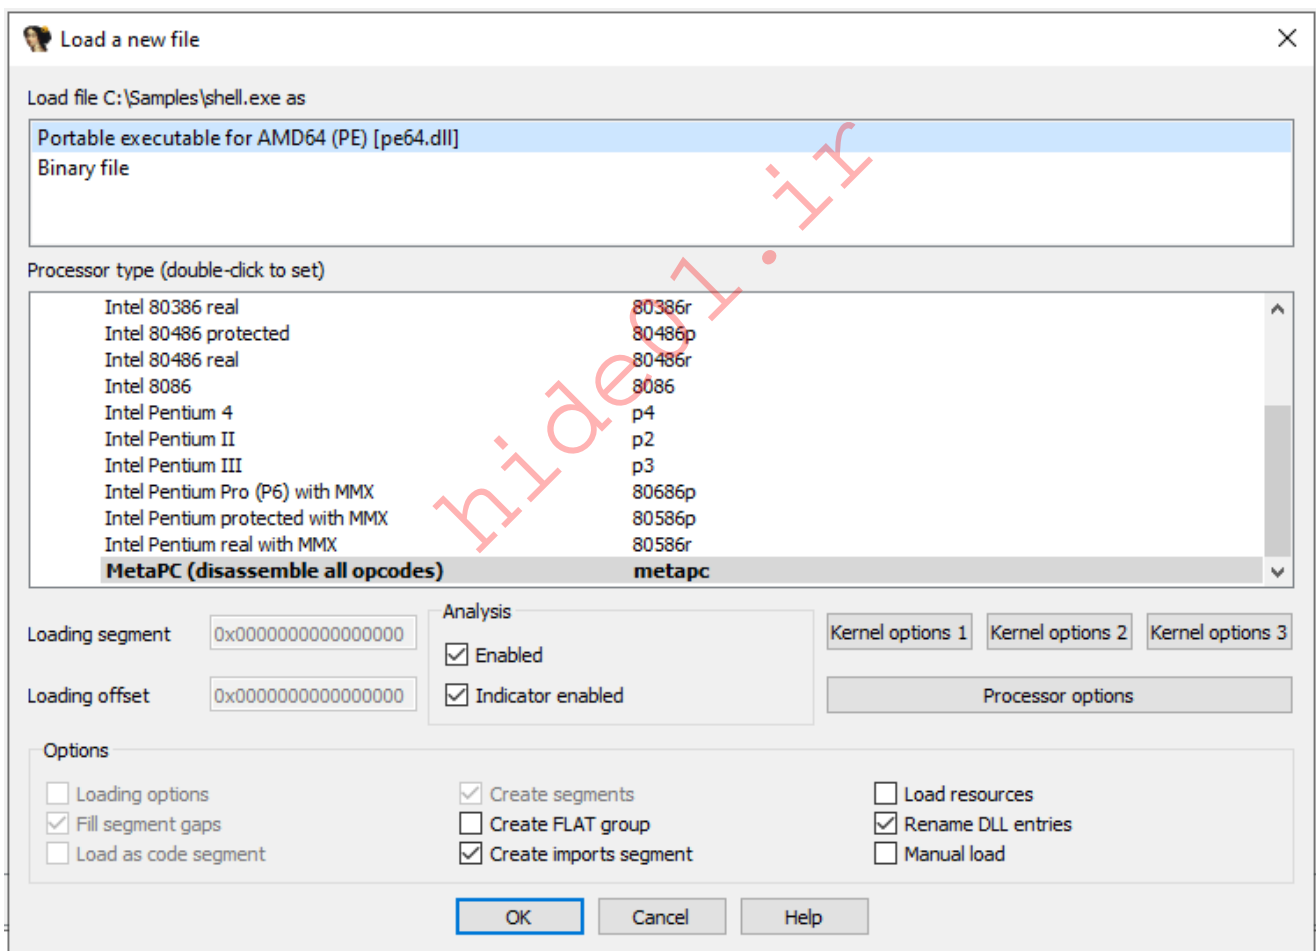 Load a new file
Load file C:\Samples\shell.exe as
Portable executable for AMD64 (PE) [pe64.dll]
Binary file
Processor type (double-click to set)
Intel 80386 real 80386r
Intel 80486 protected 80486p
Intel 80486 real 80486r
Intel 8086 8086
Intel Pentium 4 p4
Intel Pentium II p2
Intel Pentium III p3
Intel Pentium Pro (P6) with MMX 80686p
Intel Pentium protected with MMX 80586p
Intel Pentium real with MMX 80586r
MetaPC (disassemble all opcodes) metapc
hide01.ir
Loading segment 0x0000000000000000
Loading offset 0x0000000000000000
Analysis
Enabled
Indicator enabled
Kernel options 1 Kernel options 2 Kernel options 3
Processor options
Options
Loading options Create segments Load resources
Fill segment gaps Create FLAT group Rename DLL entries
Load as code segment Create imports segment Manual load
OK Cancel Help